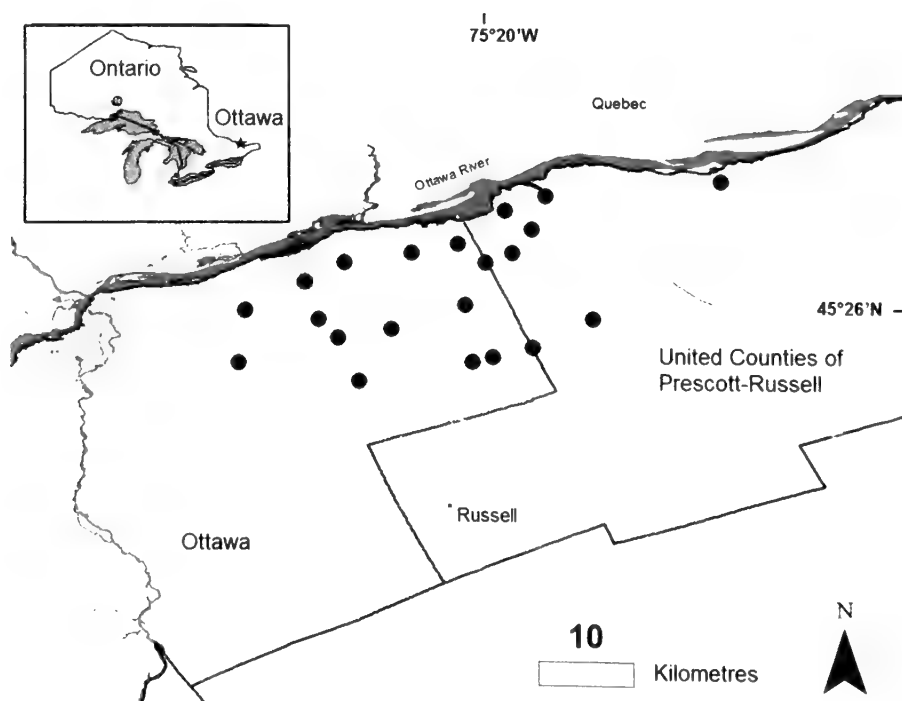 75°20'W
Ontario
Ottawa
Quebec
Ottawa River
45°26'N
United Counties of
Prescott-Russell
Russell
Ottawa
N
10
Kilometres